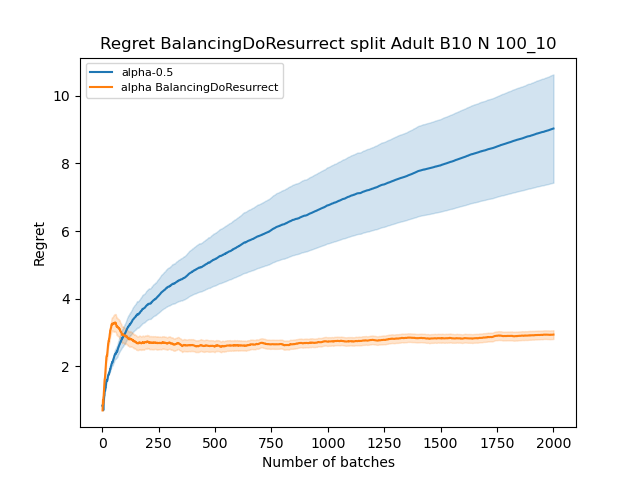 Regret BalancingDoResurrect split Adult B10 N 100_10
alpha-0.5
alpha BalancingDoResurrect
Regret
10
8
6
4
2
0 250 500 750 1000 1250 1500 1750 2000
Number of batches